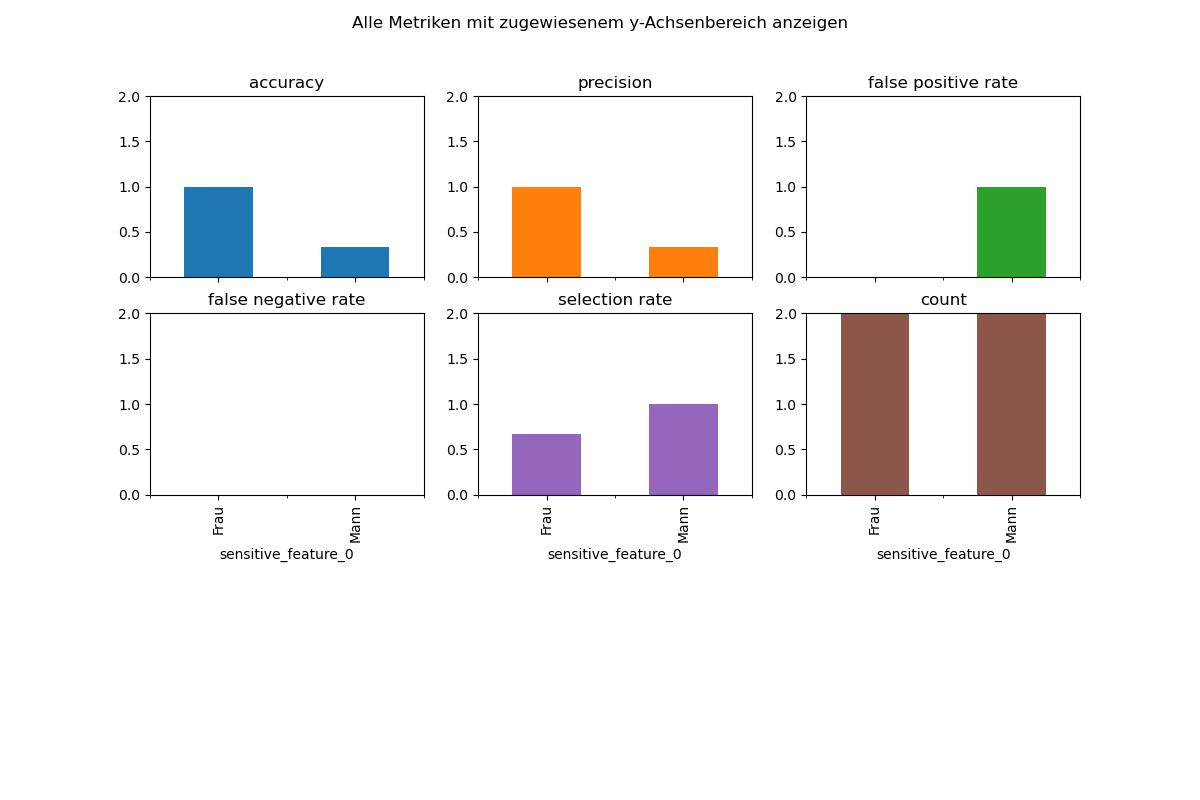 Alle Metriken mit zugewiesenem y-Achsenbereich anzeigen
accuracy
2.0
1.5
1.0
0.5
0.0
precision
2.0
1.5
1.0
0.5
0.0
false positive rate
2.0
1.5
1.0
0.5
0.0
false negative rate
2.0
1.5
1.0
0.5
0.0
Frau
Mann
sensitive_feature_0
selection rate
2.0
1.5
1.0
0.5
0.0
Frau
Mann
sensitive_feature_0
count
2.0
1.5
1.0
0.5
0.0
Frau
Mann
sensitive_feature_0